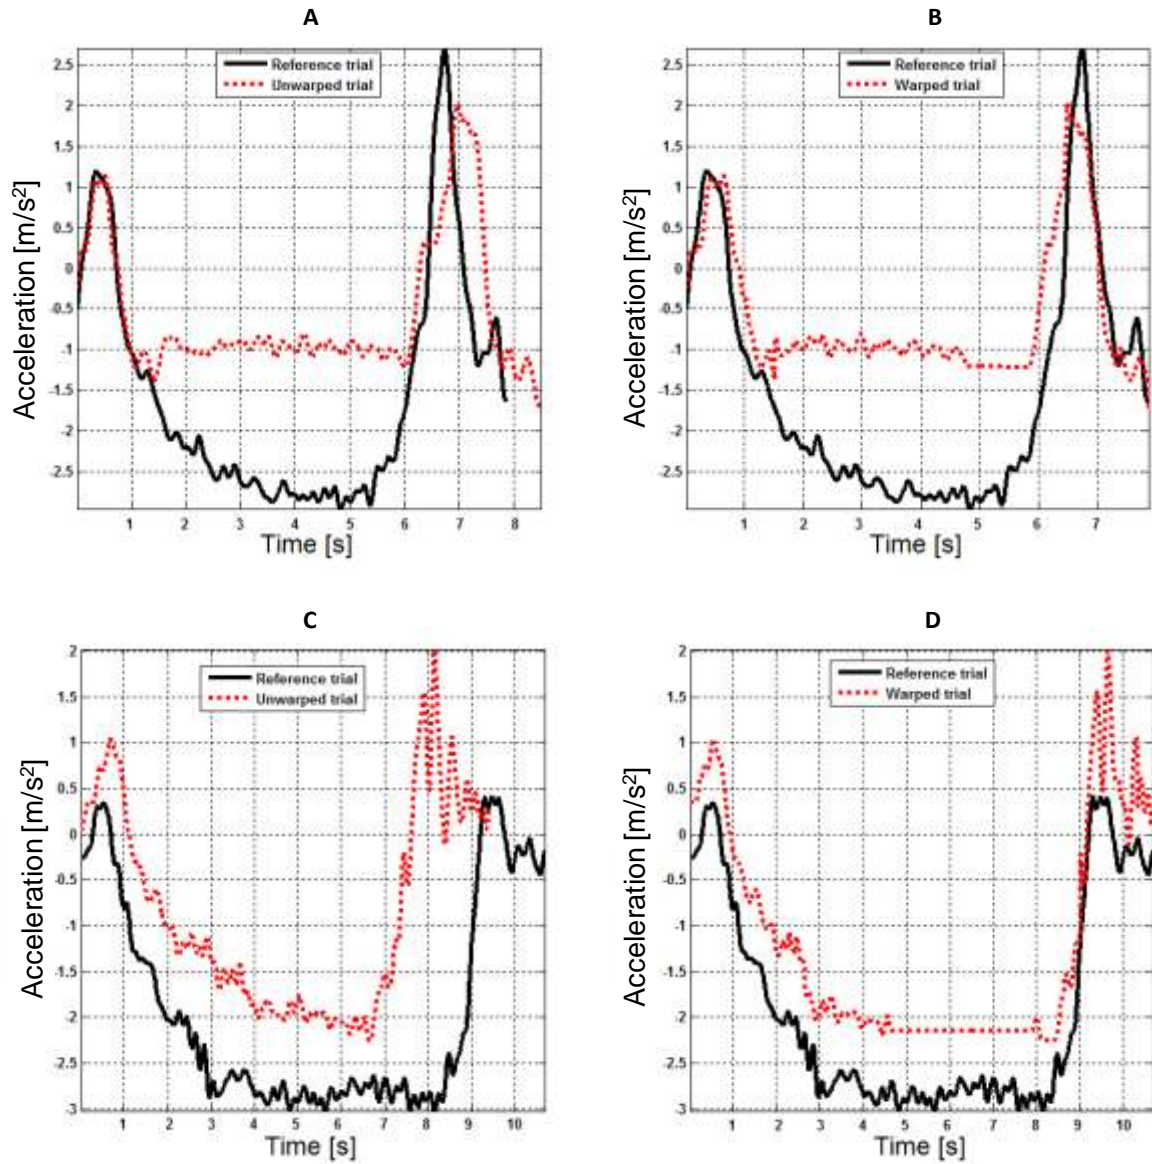 A
Reference trial
Unwarped trial
2.5
2
1.5
1
0.5
0
-0.5
-1
-1.5
-2
-2.5
Acceleration [m/s²]
1 2 3 4 5 6 7 8
Time [s]
B
Reference trial
Warped trial
2.5
2
1.5
1
0.5
0
-0.5
-1
-1.5
-2
-2.5
Acceleration [m/s²]
1 2 3 4 5 6 7
Time [s]
C
Reference trial
Unwarped trial
2
1.5
1
0.5
0
-0.5
-1
-1.5
-2
-2.5
-3
Acceleration [m/s²]
1 2 3 4 5 6 7 8 9 10
Time [s]
D
Reference trial
Warped trial
2
1.5
1
0.5
0
-0.5
-1
-1.5
-2
-2.5
-3
Acceleration [m/s²]
1 2 3 4 5 6 7 8 9 10
Time [s]